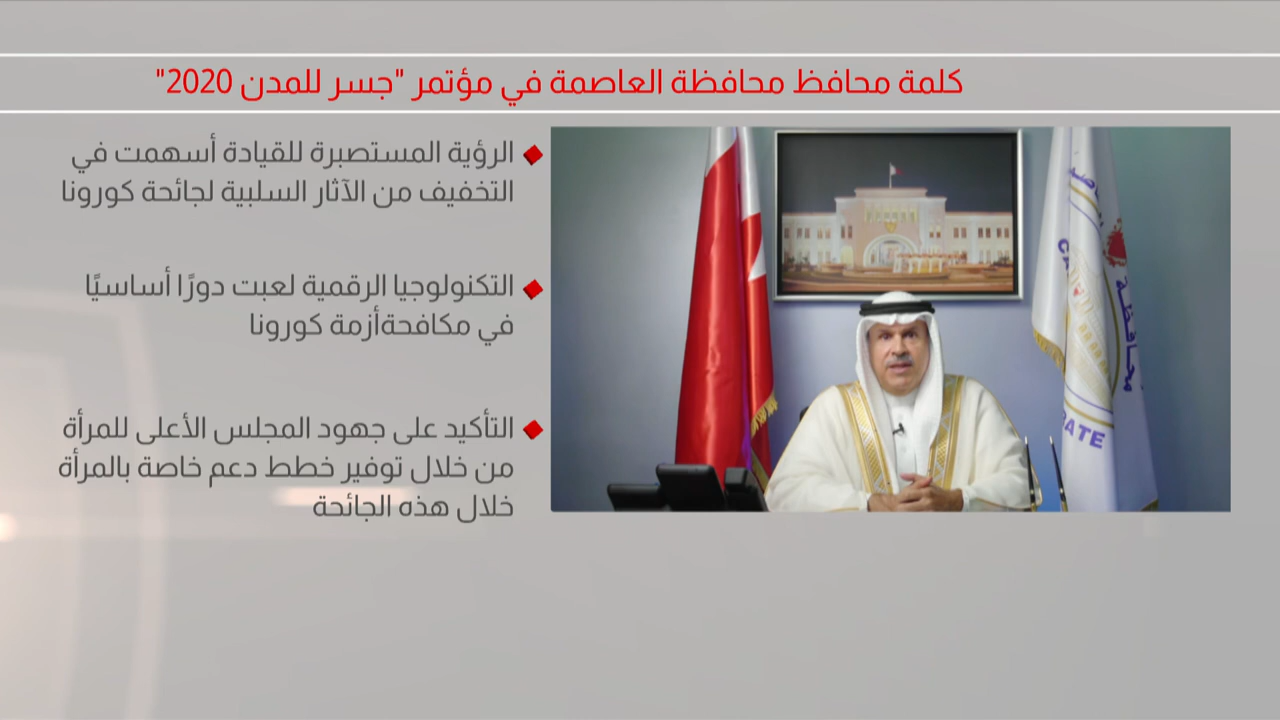 كلمة محافظ محافظة العاصمة في مؤتمر "جسر للمدن 2020"
الرؤية المستصبرة للقيادة أسهمت في
التخفيف من الآثار السلبية لجائحة كورونا
التكنولوجيا الرقمية لعبت دورًا أساسيًا
في مكافحةأزمة كورونا
التأكيد على جهود المجلس الأعلى للمرأة
من خلال توفير خطط دعم خاصة بالمرأة
خلال هذه الجائحة
محافظة